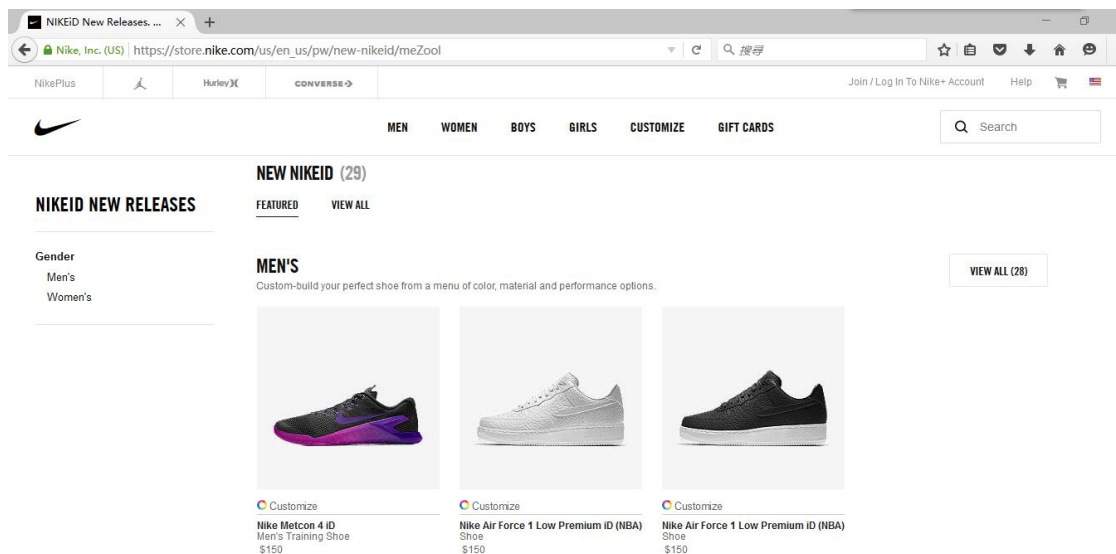 NIKEiD New Releases. ...
Nike, Inc. (US) https://store.nike.com/us/en_us/pw/new-nikeid/meZool 搜尋
NikePlus Hurley CONVERSE Join / Log In To Nike+ Account Help
MEN WOMEN BOYS GIRLS CUSTOMIZE GIFT CARDS Search
NEW NIKEID (29)
NIKEID NEW RELEASES
FEATURED VIEW ALL
Gender
Men's
Women's
MEN'S
VIEW ALL (28)
Custom-build your perfect shoe from a menu of color, material and performance options.
Customize Customize Customize
Nike Metcon 4 iD Nike Air Force 1 Low Premium iD (NBA) Nike Air Force 1 Low Premium iD (NBA)
Men's Training Shoe Shoe Shoe
$150 $150 $150